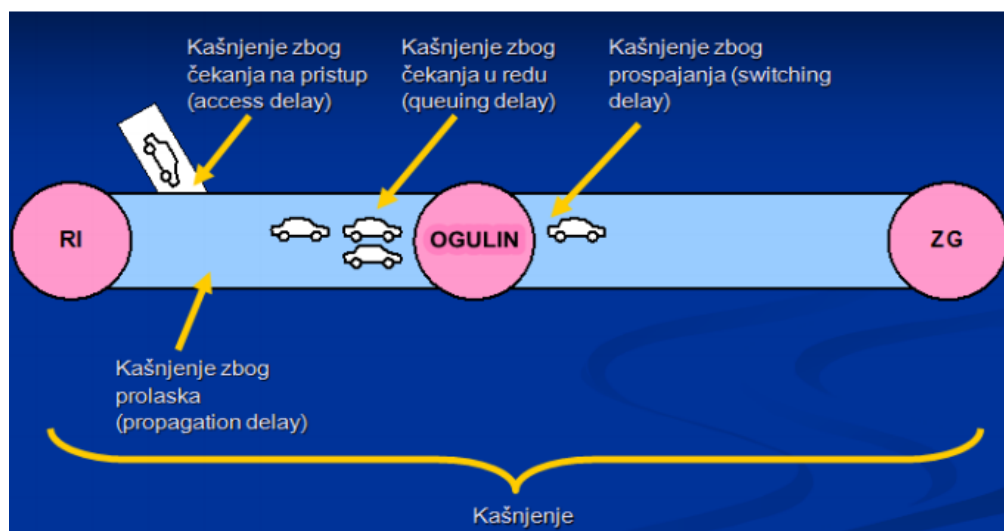 Kašnjenje zbog
čekanja na pristup
(access delay)
Kašnjenje zbog
čekanja u redu
(queuing delay)
Kašnjenje zbog
prospajanja (switching
delay)
RI
OGULIN
ZG
Kašnjenje zbog
prolaska
(propagation delay)
Kašnjenje